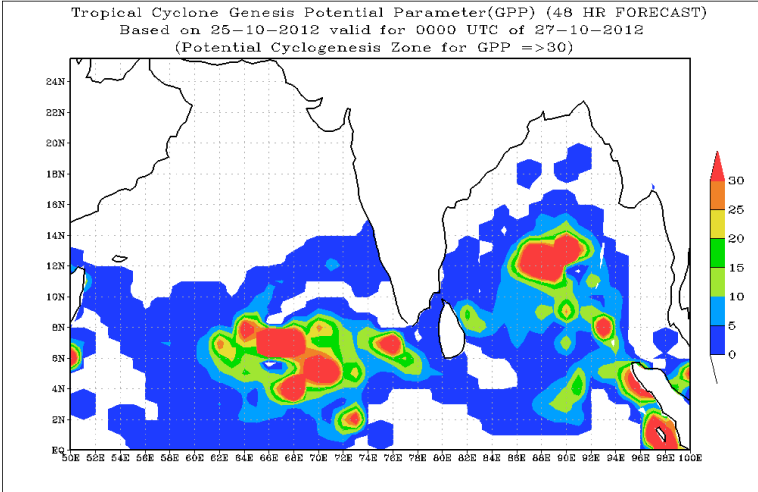 Tropical Cyclone Genesis Potential Parameter(GPP) (48 HR FORECAST)
Based on 25-10-2012 valid for 0000 UTC of 27-10-2012
(Potential Cyclogenesis Zone for GPP =>30)
24N
22N
20N
18N
16N
14N
12N
10N
8N
6N
4N
2N
EQ
50E 52E 54E 56E 58E 60E 62E 64E 66E 68E 70E 72E 74E 76E 78E 80E 82E 84E 86E 88E 90E 92E 94E 96E 98E 100E
30
25
20
15
10
5
0